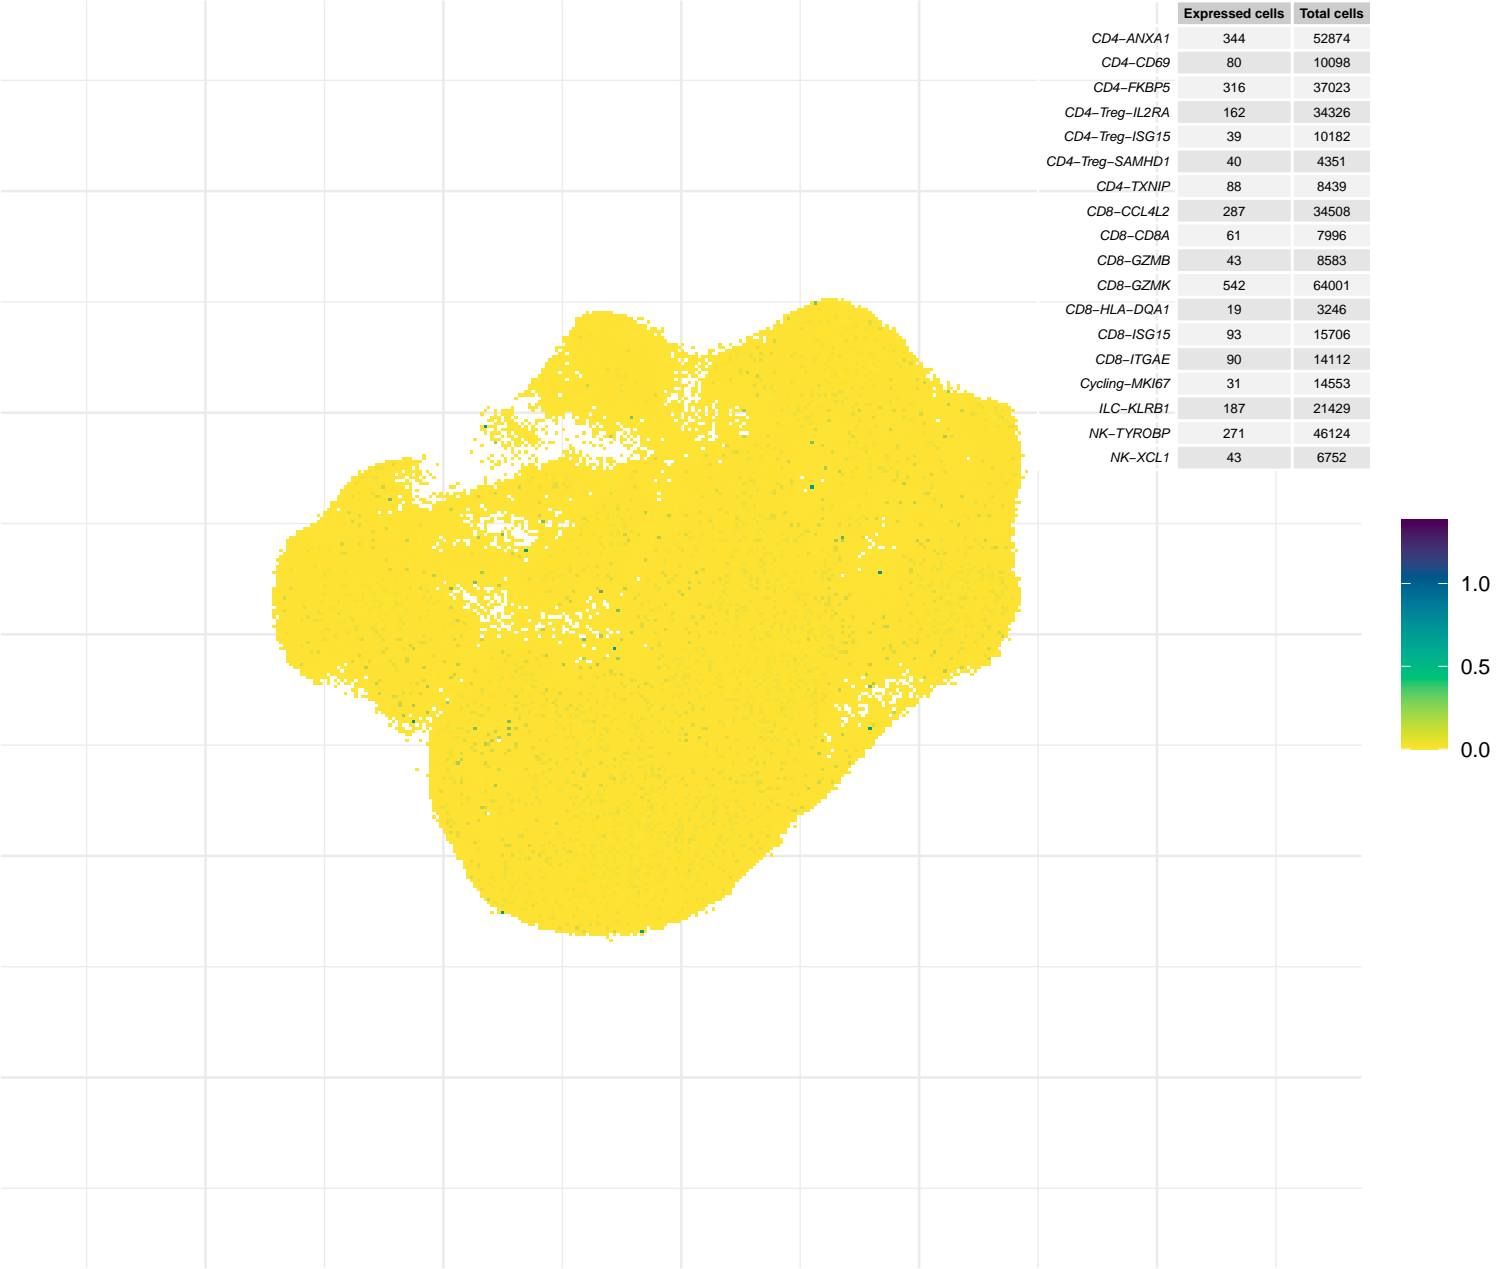 Expressed cells Total cells
CD4−ANXA1 344 52874
CD4−CD69 80 10098
CD4−FKBP5 316 37023
CD4−Treg−IL2RA 162 34326
CD4−Treg−ISG15 39 10182
CD4−Treg−SAMHD1 40 4351
CD4−TXNIP 88 8439
CD8−CCL4L2 287 34508
CD8−CD8A 61 7996
CD8−GZMB 43 8583
CD8−GZMK 542 64001
CD8−HLA−DQA1 19 3246
CD8−ISG15 93 15706
CD8−ITGAE 90 14112
Cycling−MKI67 31 14553
ILC−KLRB1 187 21429
NK−TYROBP 271 46124
NK−XCL1 43 6752
1.0
0.5
0.0